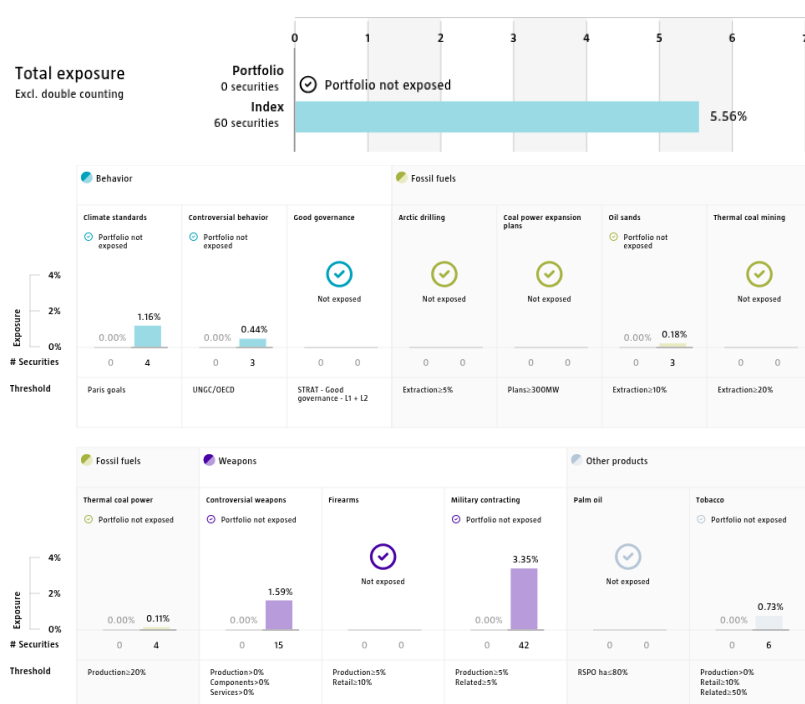 0 1 2 3 4 5 6 7
Total exposure
Excl. double counting
Portfolio
0 securities
Portfolio not exposed
Index
60 securities
5.56%
Behavior
Fossil fuels
Climate standards
Controversial behavior
Good governance
Arctic drilling
Coal power expansion
plans
Oil sands
Thermal coal mining
Portfolio not
exposed
Portfolio not
exposed
Portfolio not
exposed
Not exposed
Not exposed
Not exposed
Not exposed
Exposure
4%
2%
0%
0.00% 1.16%
0.00% 0.44%
0.00% 0.18%
# Securities 0 4 0 3 0 0 0 0 0 0 0 3 0 0
Threshold
Paris goals
UNGC/OECD
STRAT - Good
governance - L1 + L2
Extraction≥5%
Plans≥300MW
Extraction≥10%
Extraction≥20%
Fossil fuels
Weapons
Other products
Thermal coal power
Controversial weapons
Firearms
Military contracting
Palm oil
Tobacco
Portfolio not exposed
Portfolio not exposed
Portfolio not exposed
Portfolio not exposed
Not exposed
Not exposed
Exposure
4%
2%
0%
0.00% 0.11%
0.00% 1.59%
0.00% 3.35%
0.00% 0.73%
# Securities 0 4 0 15 0 0 0 42 0 0 0 6
Threshold
Production≥20%
Production>0%
Components>0%
Services>0%
Production≥5%
Retail≥10%
Production≥5%
Related≥5%
RSPO ha≤80%
Production>0%
Retail≥10%
Related≥50%